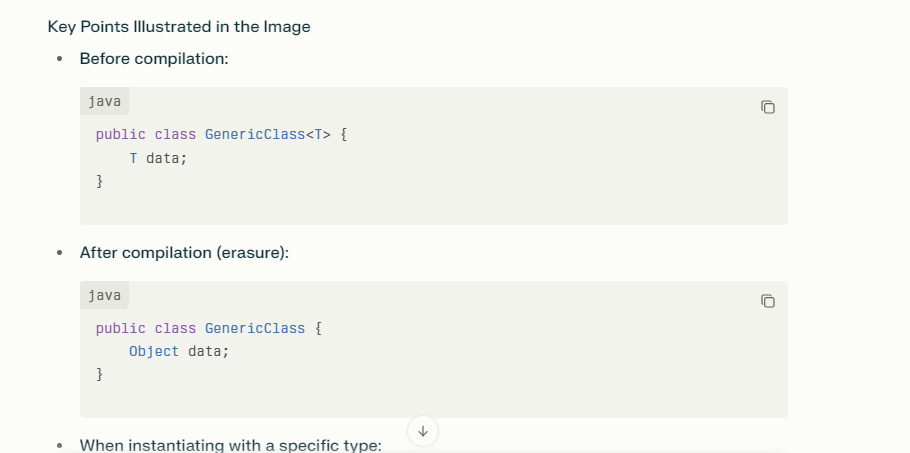 Key Points Illustrated in the Image
• Before compilation:
java
public class GenericClass<T> {
    T data;
}
• After compilation (erasure):
java
public class GenericClass {
    Object data;
}
• When instantiating with a specific type: